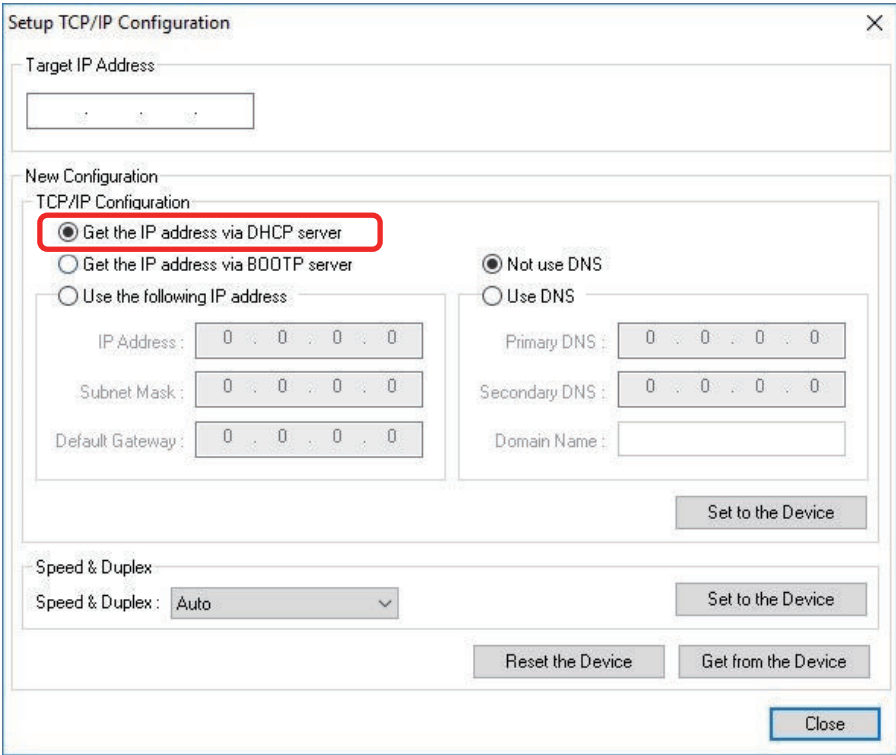 Setup TCP/IP Configuration
Target IP Address
. . .
New Configuration
TCP/IP Configuration
Get the IP address via DHCP server
Get the IP address via BOOTP server
Use the following IP address
IP Address : 0 . 0 . 0 . 0
Subnet Mask : 0 . 0 . 0 . 0
Default Gateway : 0 . 0 . 0 . 0
Not use DNS
Use DNS
Primary DNS : 0 . 0 . 0 . 0
Secondary DNS : 0 . 0 . 0 . 0
Domain Name :
Set to the Device
Speed & Duplex
Speed & Duplex : Auto
Set to the Device
Reset the Device
Get from the Device
Close